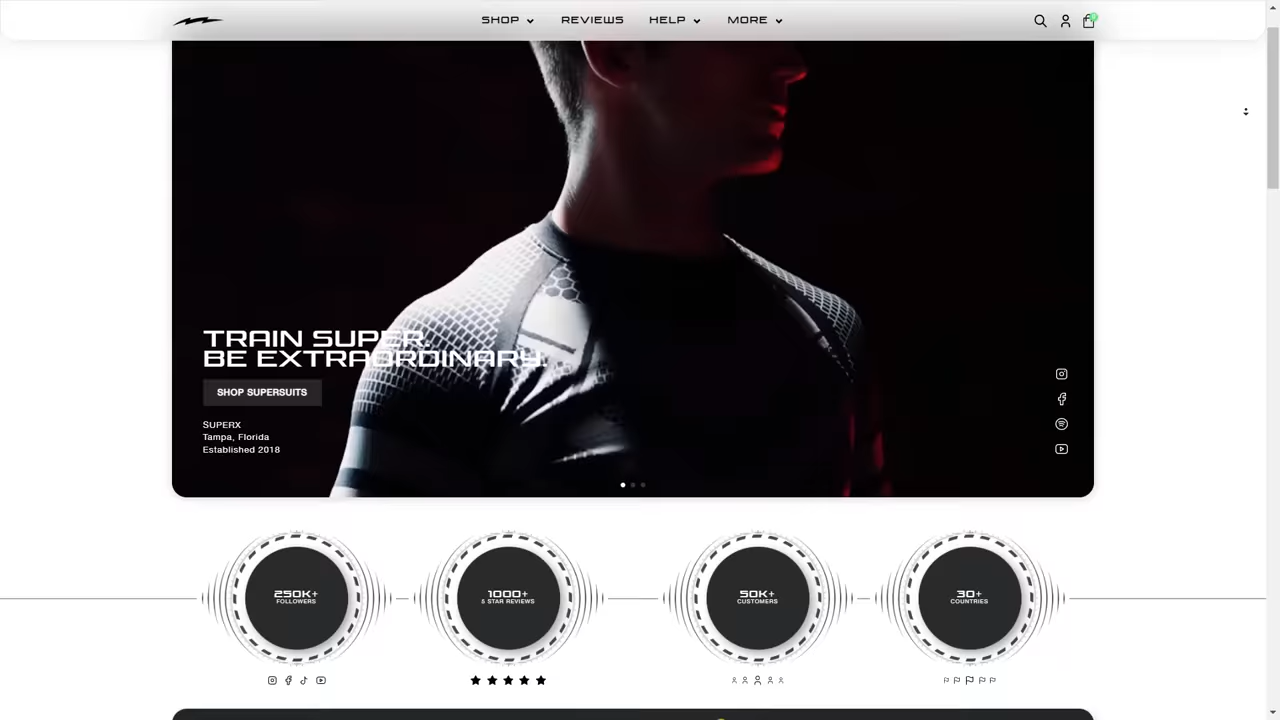 SHOP
REVIEWS
HELP
MORE
TRAIN SUPER.
BE EXTRAORDINARY.
SHOP SUPERSUITS
SUPERX
Tampa, Florida
Established 2018
250K+
FOLLOWERS
1000+
5 STAR REVIEWS
50K+
CUSTOMERS
30+
COUNTRIES